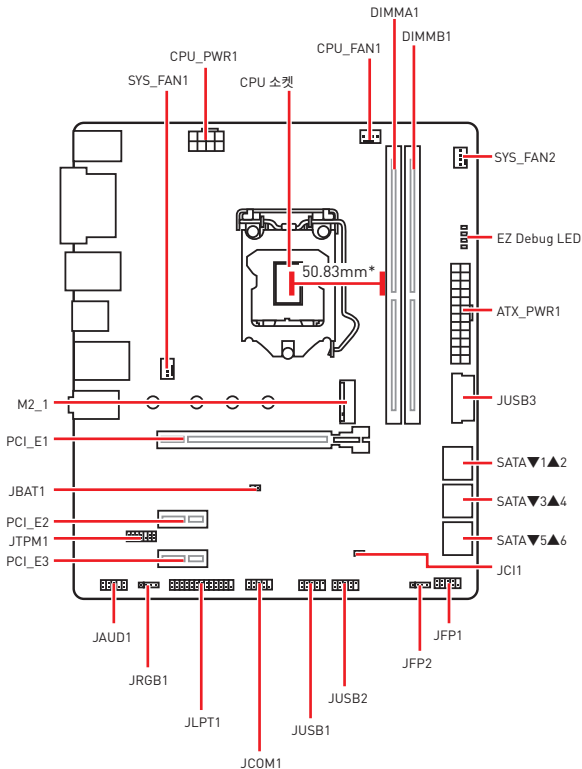 DIMMA1
DIMMB1
CPU_FAN1
CPU_PWR1
CPU 소켓
SYS_FAN1
SYS_FAN2
EZ Debug LED
50.83mm*
ATX_PWR1
M2_1
JUSB3
PCI_E1
SATA▼1▲2
JBAT1
SATA▼3▲4
PCI_E2
JTPM1
SATA▼5▲6
PCI_E3
JCI1
JAUD1
JFP1
JFP2
JRGB1
JUSB2
JLPT1
JUSB1
JCOM1